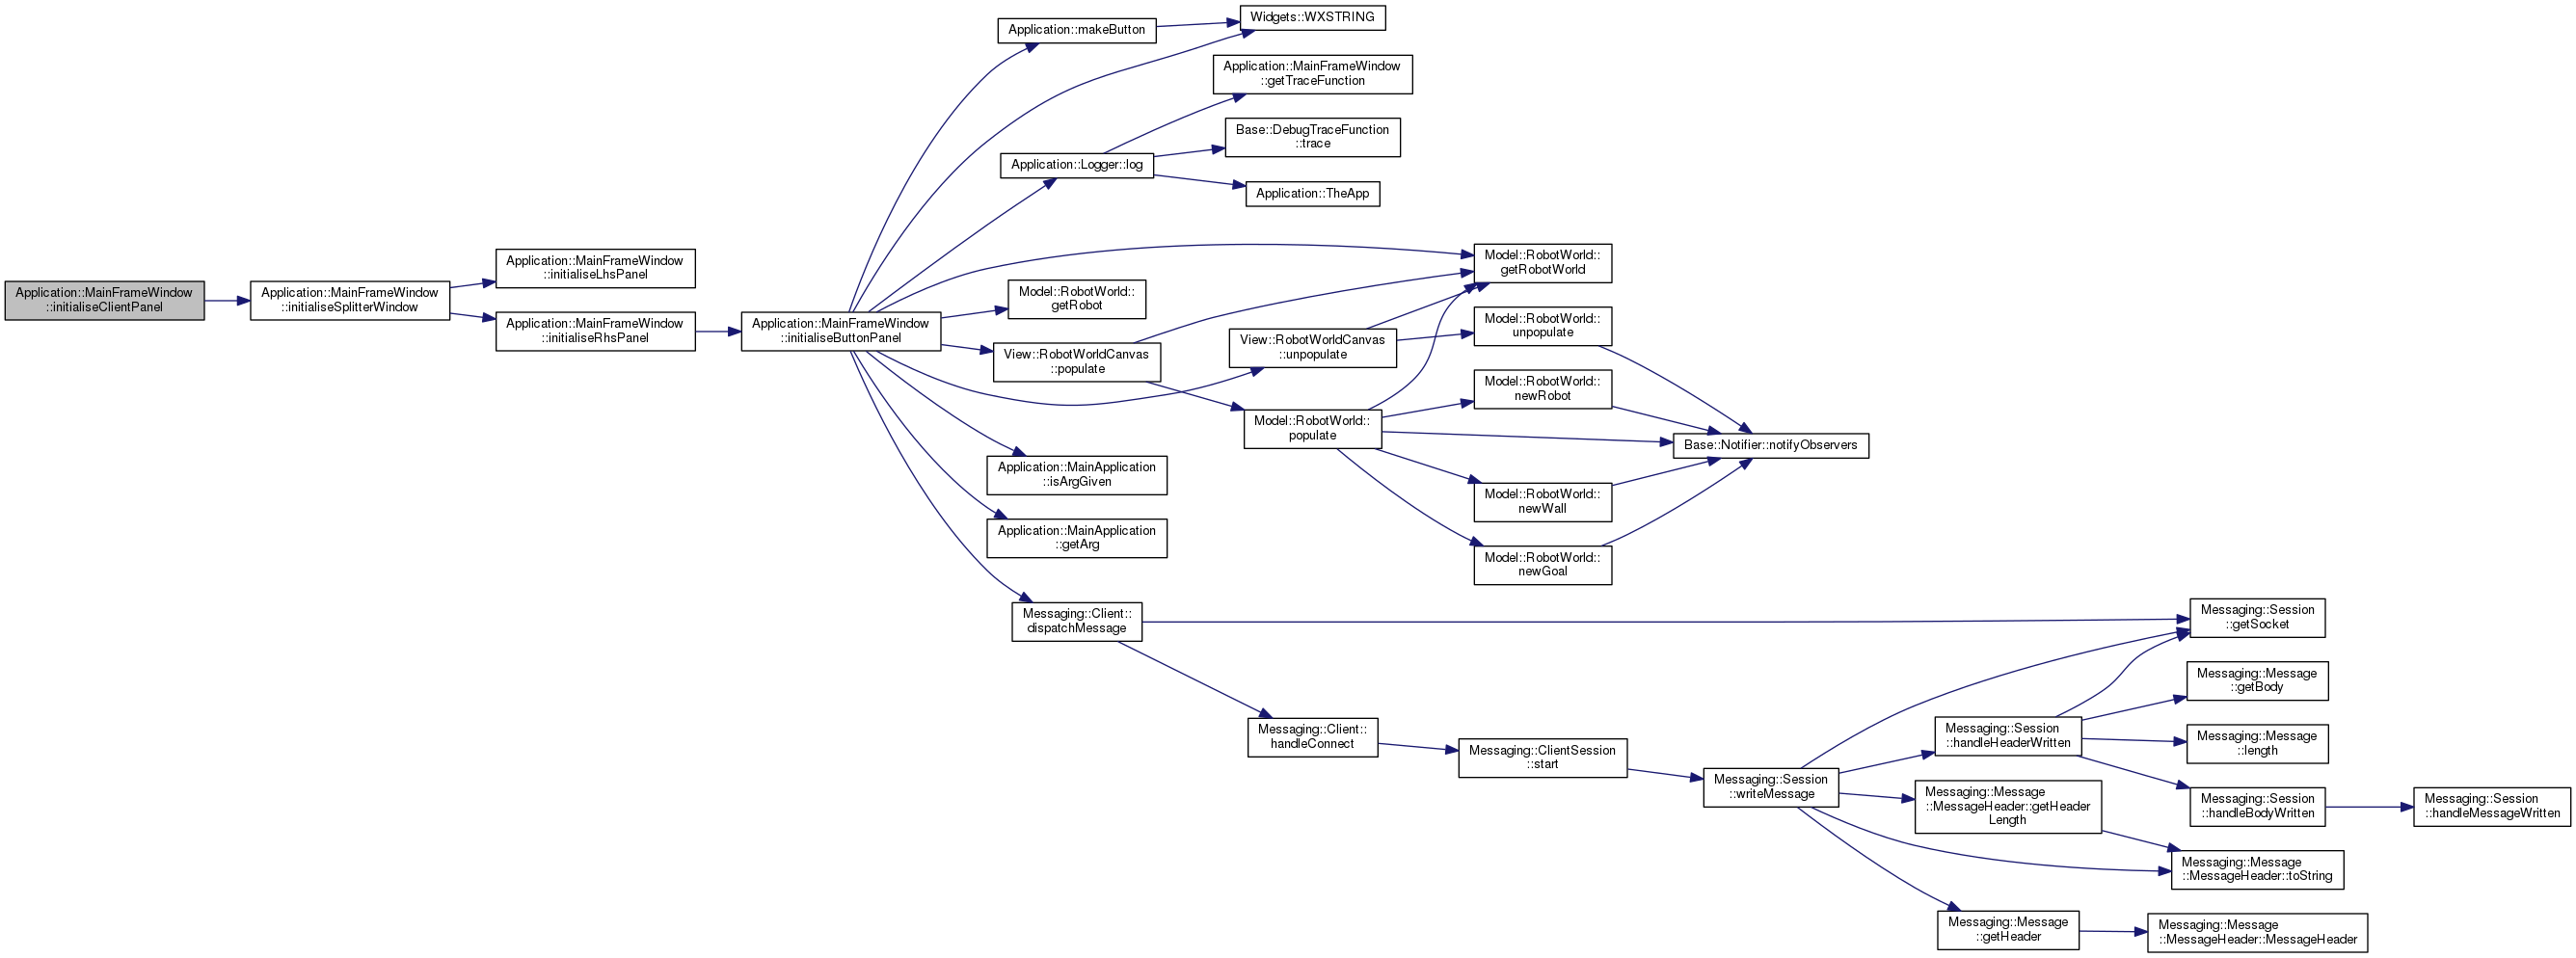 Application::MainFrameWindow
::initialiseClientPanel
Application::MainFrameWindow
::initialiseSplitterWindow
Application::MainFrameWindow
::initialiseLhsPanel
Application::MainFrameWindow
::initialiseRhsPanel
Application::MainFrameWindow
::initialiseButtonPanel
Application::makeButton
Widgets::WXSTRING
Application::MainFrameWindow
::getTraceFunction
Application::Logger::log
Base::DebugTraceFunction
::trace
Application::TheApp
Model::RobotWorld::
getRobotWorld
Model::RobotWorld::
getRobot
View::RobotWorldCanvas
::populate
View::RobotWorldCanvas
::unpopulate
Model::RobotWorld::
unpopulate
Model::RobotWorld::
populate
Model::RobotWorld::
newRobot
Base::Notifier::notifyObservers
Model::RobotWorld::
newWall
Model::RobotWorld::
newGoal
Application::MainApplication
::isArgGiven
Application::MainApplication
::getArg
Messaging::Client::
dispatchMessage
Messaging::Client::
handleConnect
Messaging::ClientSession
::start
Messaging::Session
::writeMessage
Messaging::Session
::getSocket
Messaging::Session
::handleHeaderWritten
Messaging::Message
::getBody
Messaging::Message
::length
Messaging::Session
::handleBodyWritten
Messaging::Session
::handleMessageWritten
Messaging::Message
::MessageHeader::getHeader
Length
Messaging::Message
::MessageHeader::toString
Messaging::Message
::getHeader
Messaging::Message
::MessageHeader::MessageHeader